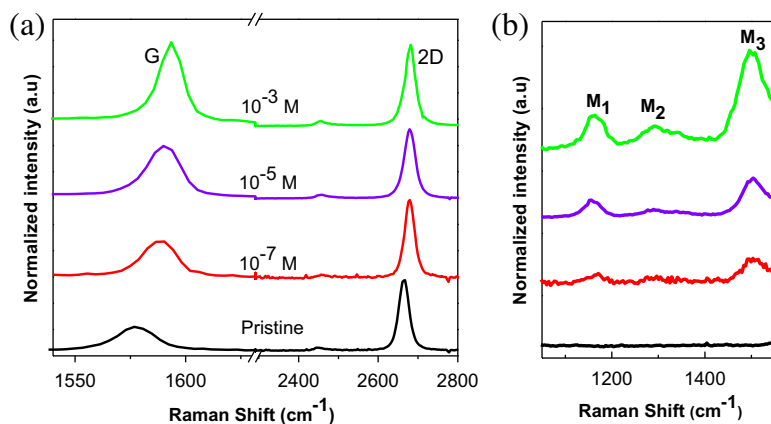 (a)
G
2D
10⁻³ M
10⁻⁵ M
10⁻⁷ M
Pristine
Normalized intensity (a.u)
1550 1600 2400 2600 2800
Raman Shift (cm⁻¹)
(b)
M₃
M₁ M₂
Normalized intensity (a.u)
1200 1400
Raman Shift (cm⁻¹)